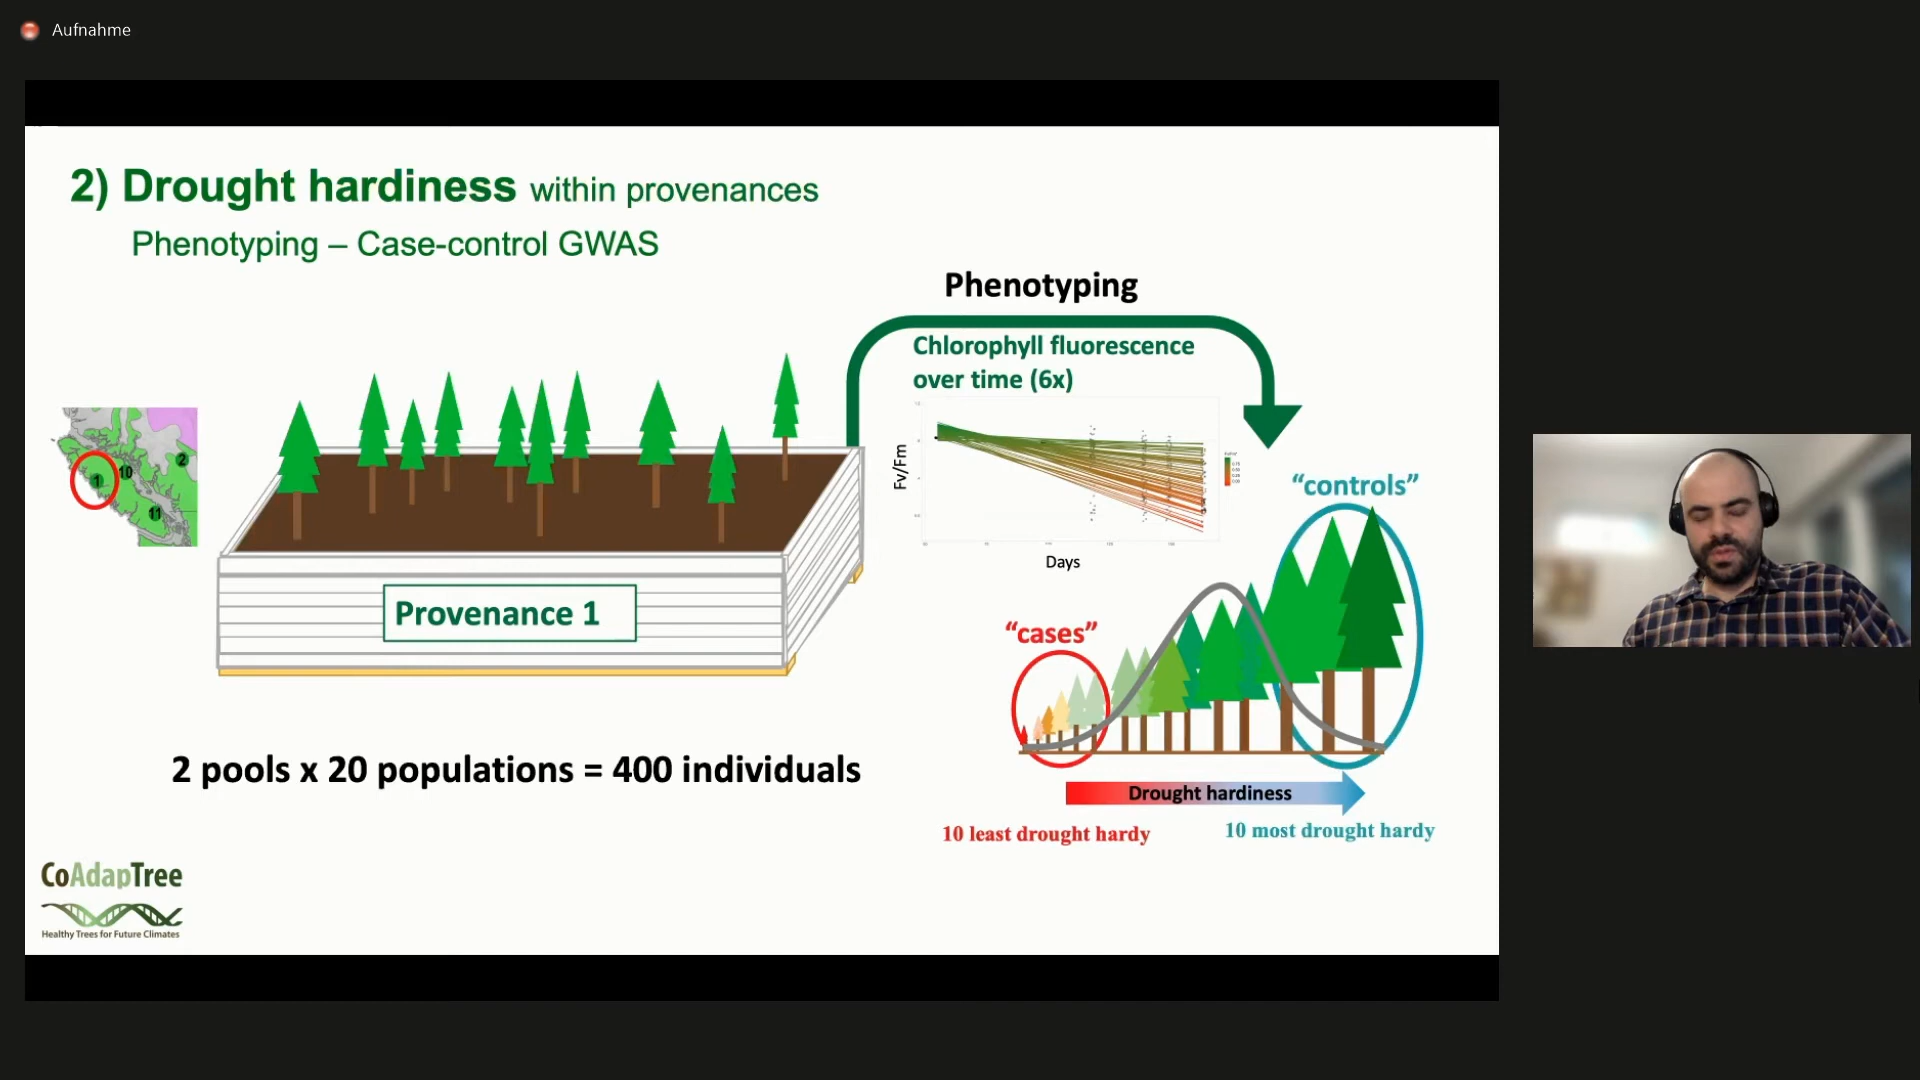 Aufnahme
2) Drought hardiness within provenances
Phenotyping – Case-control GWAS
Phenotyping
Chlorophyll fluorescence
over time (6x)
Fv/Fm
Days
1
10
2
11
Provenance 1
“cases”
“controls”
Drought hardiness
10 least drought hardy
10 most drought hardy
2 pools x 20 populations = 400 individuals
CoAdapTree
Healthy Trees for Future Climates